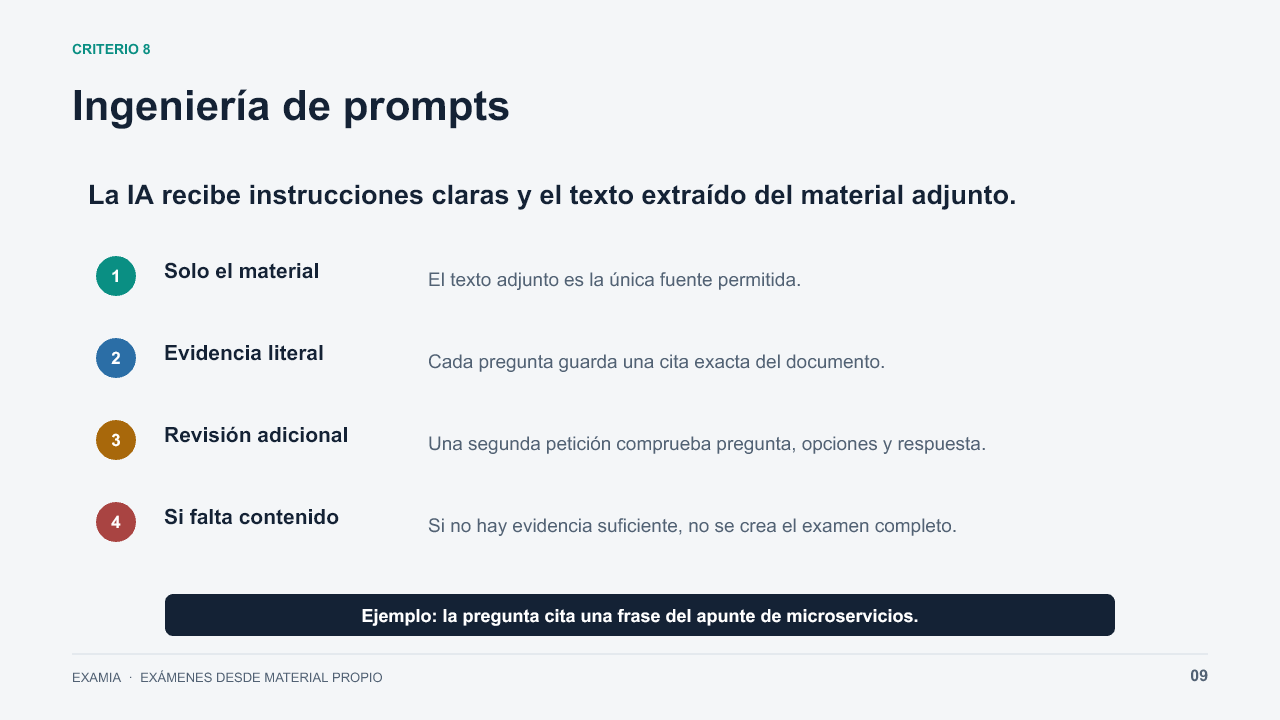 CRITERIO 8
Ingeniería de prompts
La IA recibe instrucciones claras y el texto extraído del material adjunto.
1 Solo el material El texto adjunto es la única fuente permitida.
2 Evidencia literal Cada pregunta guarda una cita exacta del documento.
3 Revisión adicional Una segunda petición comprueba pregunta, opciones y respuesta.
4 Si falta contenido Si no hay evidencia suficiente, no se crea el examen completo.
Ejemplo: la pregunta cita una frase del apunte de microservicios.
EXAMIA · EXÁMENES DESDE MATERIAL PROPIO 09